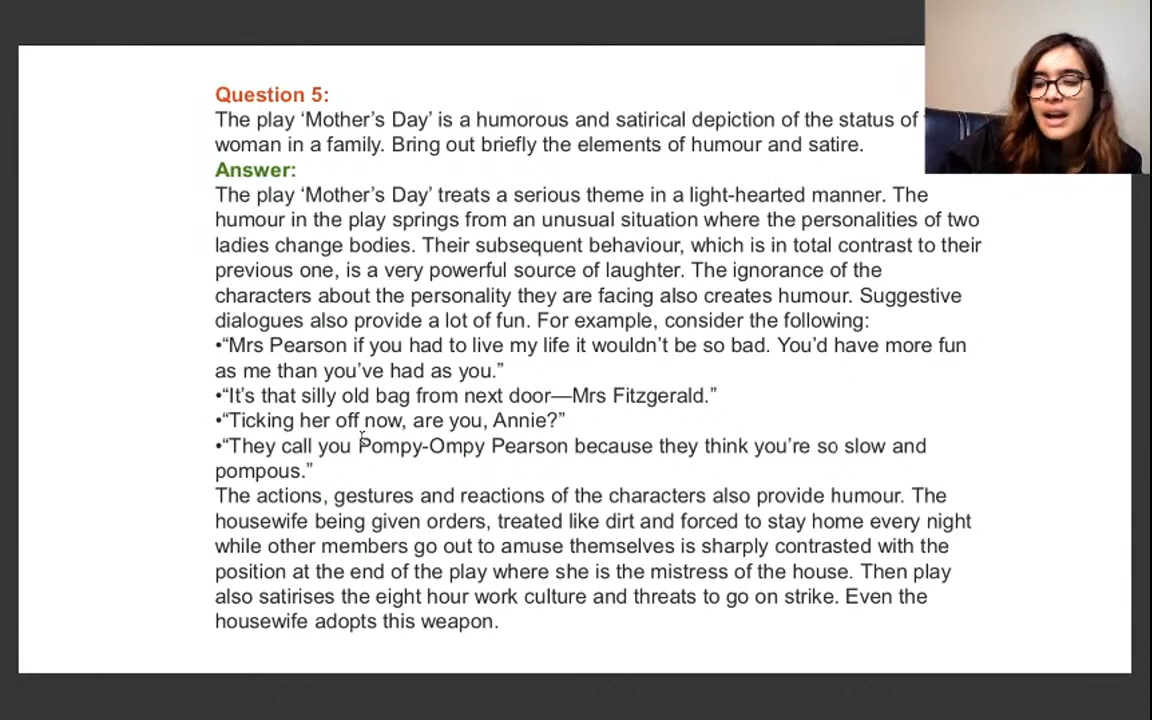 Question 5:
The play ‘Mother’s Day’ is a humorous and satirical depiction of the status of
woman in a family. Bring out briefly the elements of humour and satire.
Answer:
The play ‘Mother’s Day’ treats a serious theme in a light-hearted manner. The
humour in the play springs from an unusual situation where the personalities of two
ladies change bodies. Their subsequent behaviour, which is in total contrast to their
previous one, is a very powerful source of laughter. The ignorance of the
characters about the personality they are facing also creates humour. Suggestive
dialogues also provide a lot of fun. For example, consider the following:
•“Mrs Pearson if you had to live my life it wouldn’t be so bad. You’d have more fun
as me than you’ve had as you.”
•“It’s that silly old bag from next door—Mrs Fitzgerald.”
•“Ticking her off now, are you, Annie?”
•“They call you Pompy-Ompy Pearson because they think you’re so slow and
pompous.”
The actions, gestures and reactions of the characters also provide humour. The
housewife being given orders, treated like dirt and forced to stay home every night
while other members go out to amuse themselves is sharply contrasted with the
position at the end of the play where she is the mistress of the house. Then play
also satirises the eight hour work culture and threats to go on strike. Even the
housewife adopts this weapon.